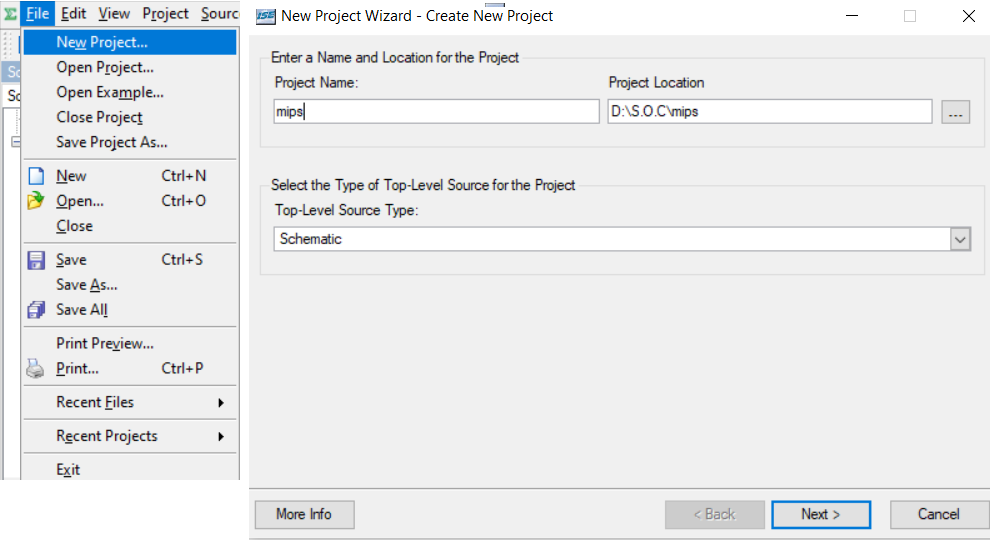 File Edit View Project Sourc
New Project...
Open Project...
Open Example...
Close Project
Save Project As...
New Ctrl+N
Open... Ctrl+O
Close
Save Ctrl+S
Save As...
Save All
Print Preview...
Print... Ctrl+P
Recent Files
Recent Projects
Exit
So
So
ISE New Project Wizard - Create New Project
Enter a Name and Location for the Project
Project Name: Project Location
mips D:\S.O.C\mips ...
Select the Type of Top-Level Source for the Project
Top-Level Source Type:
Schematic
More Info < Back Next > Cancel